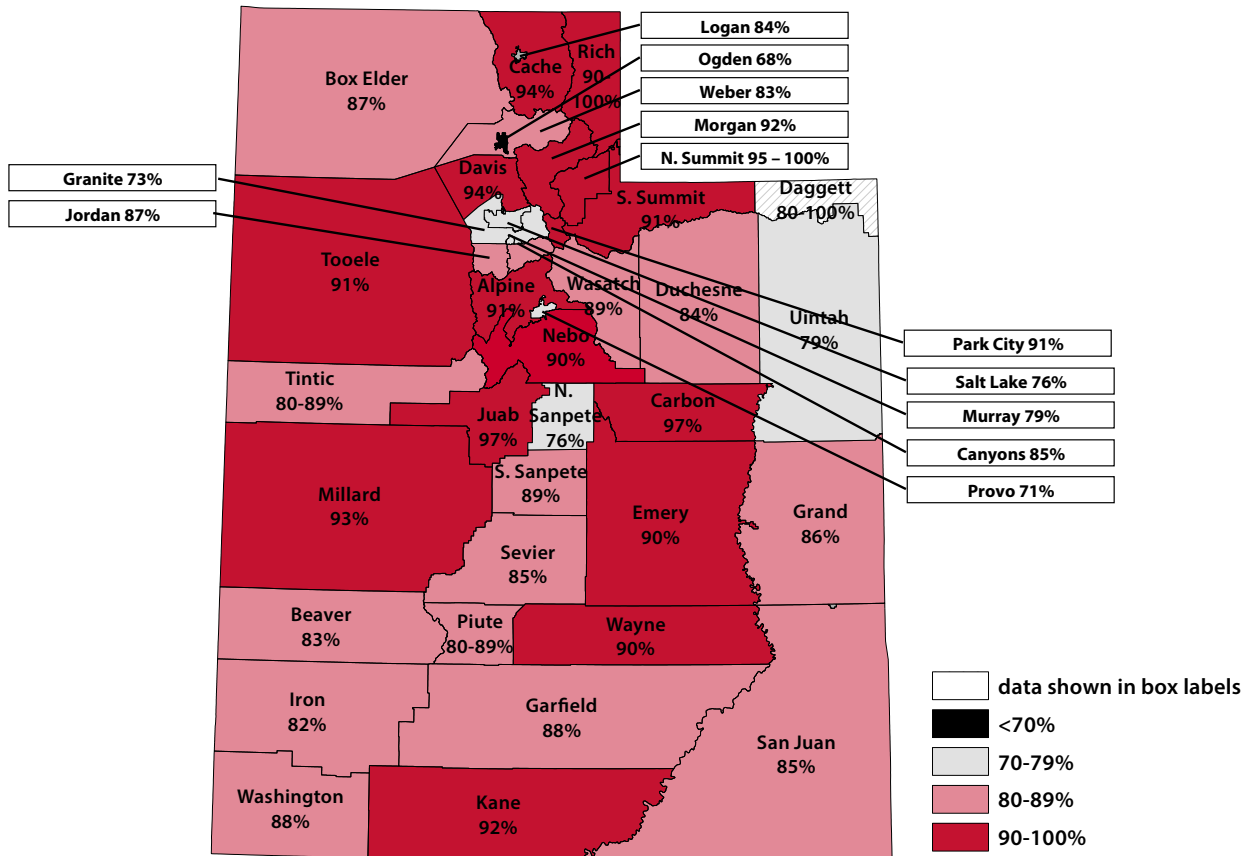 Logan 84%
Ogden 68%
Weber 83%
Morgan 92%
N. Summit 95 – 100%
Granite 73%
Jordan 87%
Box Elder
87%
Cache
94%
Rich
90-
100%
Davis
94%
S. Summit
91%
Daggett
80-100%
Tooele
91%
Alpine
91%
Wasatch
89%
Duchesne
84%
Uintah
79%
Nebo
90%
Park City 91%
Salt Lake 76%
Murray 79%
Canyons 85%
Provo 71%
Tintic
80-89%
Juab
97%
N.
Sanpete
76%
Carbon
97%
S. Sanpete
89%
Millard
93%
Emery
90%
Grand
86%
Sevier
85%
Beaver
83%
Piute
80-89%
Wayne
90%
Iron
82%
Garfield
88%
San Juan
85%
Washington
88%
Kane
92%
data shown in box labels
<70%
70-79%
80-89%
90-100%